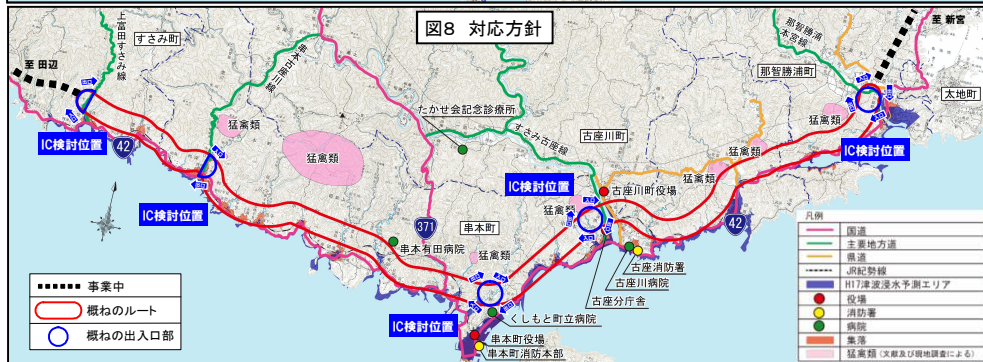 図8 対応方針
至 新宮
上富田すさみ線
すさみ町
串本古座川線
那智勝浦本宮線
那智勝浦町
至 田辺
太地町
たかせ会記念診療所
猛禽類
すさみ古座線
古座川町
猛禽類
猛禽類
猛禽類
IC検討位置
42
猛禽類
猛禽類
IC検討位置
IC検討位置
古座川町役場
猛禽類
IC検討位置
371
串本町
42
凡例
国道
主要地方道
県道
JR紀勢線
H17津波浸水予測エリア
役場
消防署
病院
集落
猛禽類(文献及び現地調査による)
串本有田病院
猛禽類
古座消防署
古座川病院
古座分庁舎
事業中
概ねのルート
概ねの出入口部
くしもと町立病院
IC検討位置
串本町役場
串本町消防本部